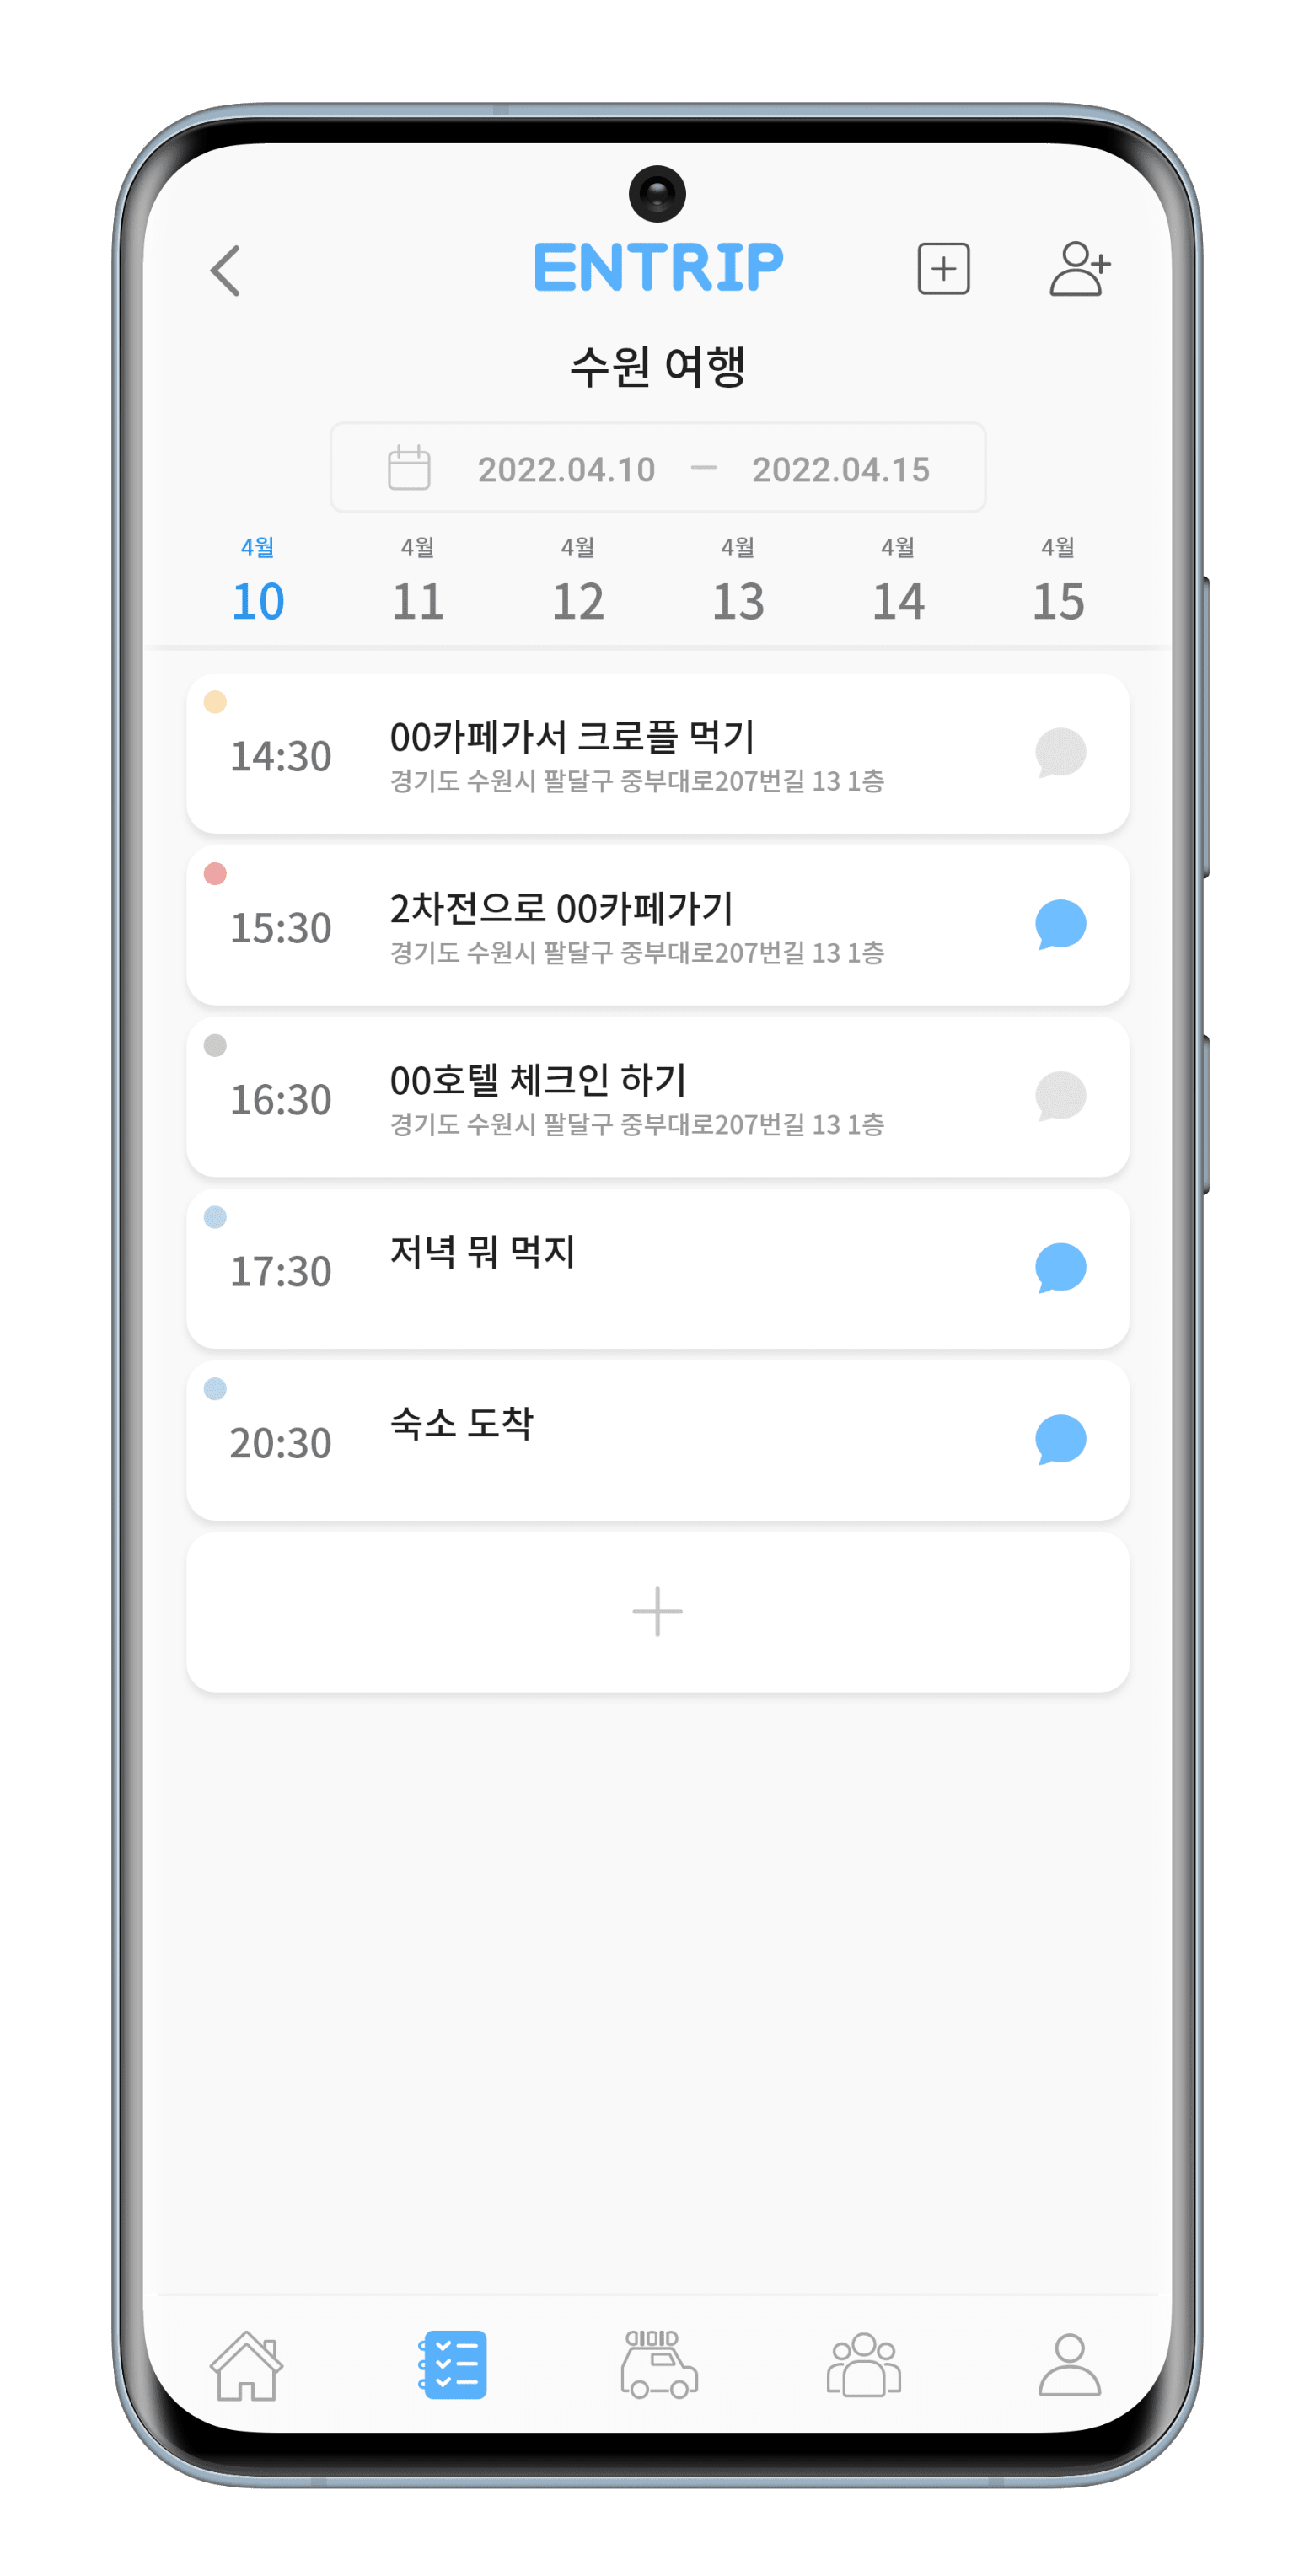 ENTRIP
수원 여행
2022.04.10 — 2022.04.15
4월 4월 4월 4월 4월 4월
10 11 12 13 14 15
14:30
00카페가서 크로플 먹기
경기도 수원시 팔달구 중부대로207번길 13 1층
15:30
2차전으로 00카페가기
경기도 수원시 팔달구 중부대로207번길 13 1층
16:30
00호텔 체크인 하기
경기도 수원시 팔달구 중부대로207번길 13 1층
17:30
저녁 뭐 먹지
20:30
숙소 도착